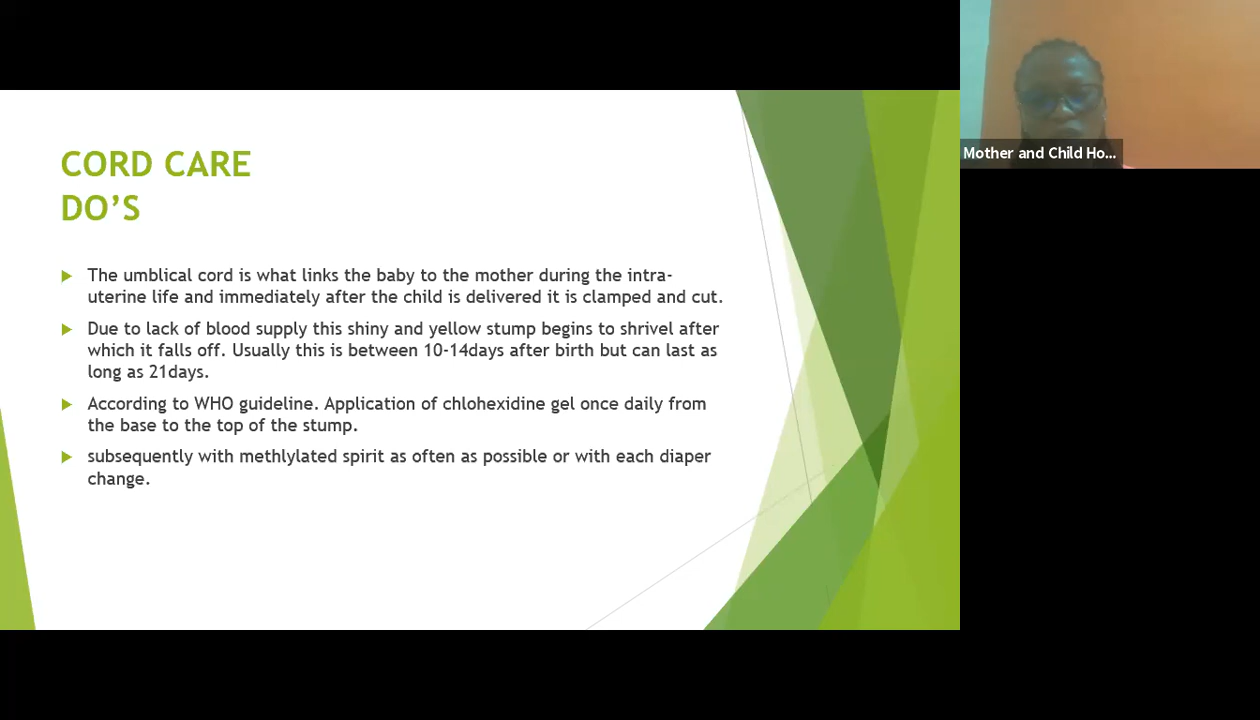 CORD CARE
DO'S
The umblical cord is what links the baby to the mother during the intra-
uterine life and immediately after the child is delivered it is clamped and cut.
Due to lack of blood supply this shiny and yellow stump begins to shrivel after
which it falls off. Usually this is between 10-14days after birth but can last as
long as 21days.
According to WHO guideline. Application of chlohexidine gel once daily from
the base to the top of the stump.
subsequently with methlylated spirit as often as possible or with each diaper
change.
Mother and Child Ho...